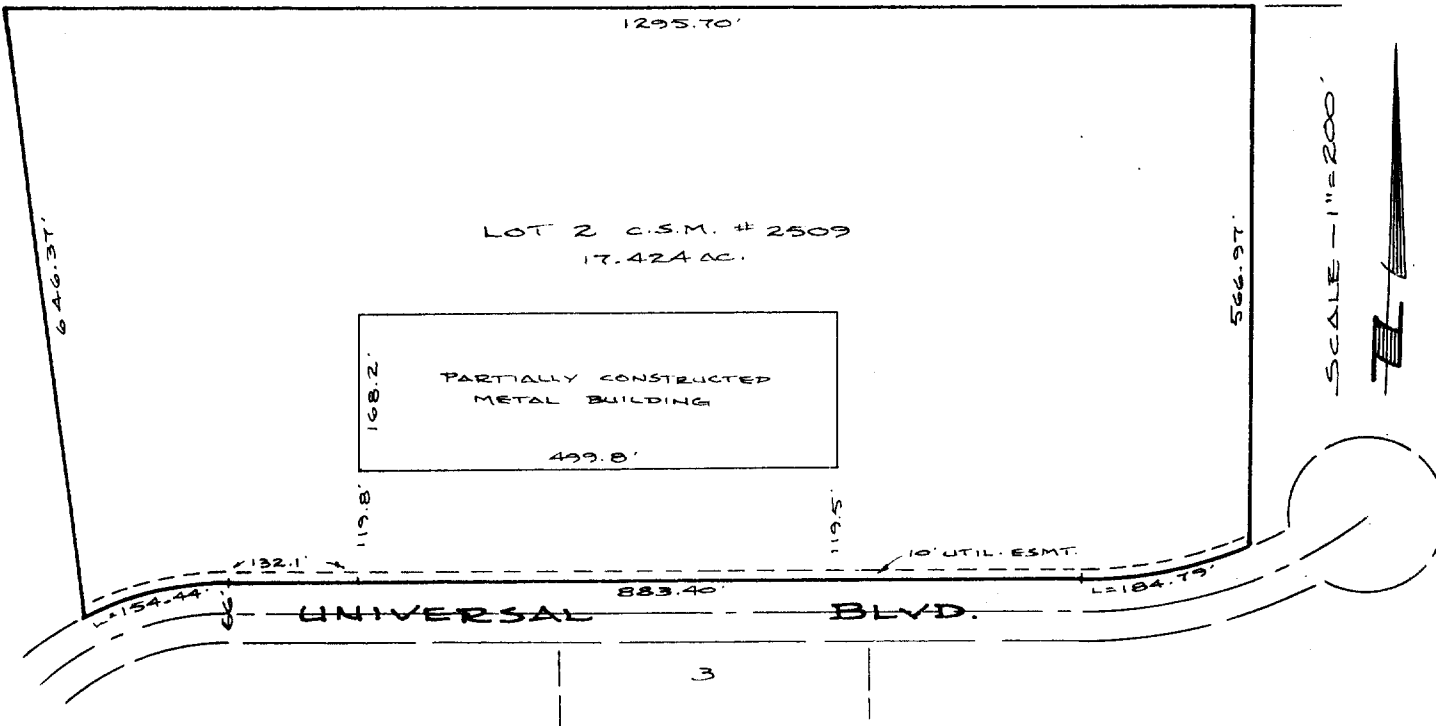 1295.70'
SCALE - 1" = 200'
646.37'
LOT 2 C.S.M. # 2509
17.424 AC.
566.97'
168.2'
PARTIALLY CONSTRUCTED
METAL BUILDING
499.8'
119.8'
119.5'
132.1'
10' UTIL. ESMT.
L=154.44'
66'
883.40'
L=184.79'
UNIVERSAL BLVD.
3